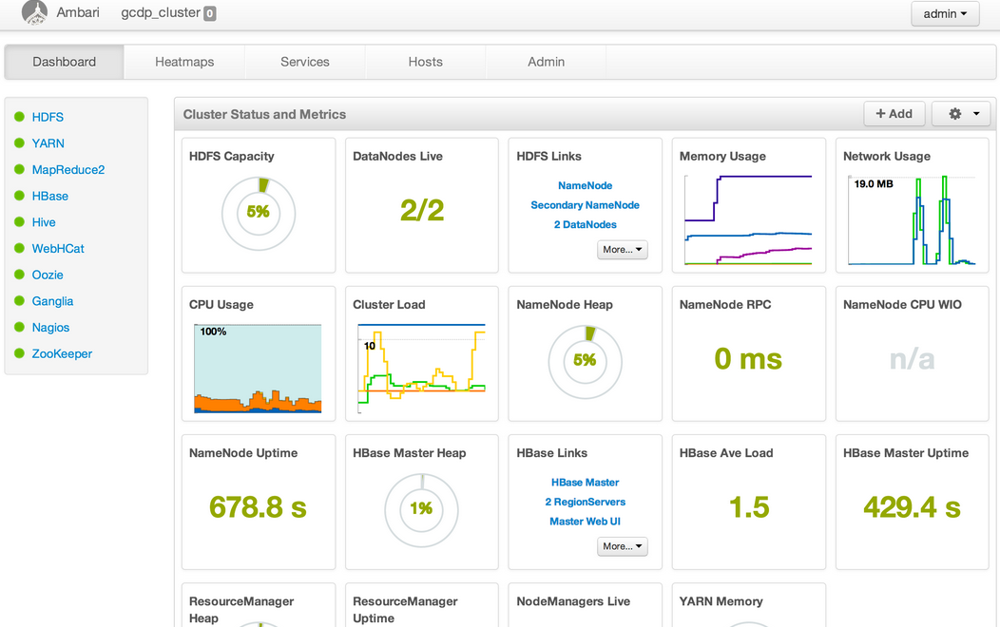 Ambari gcdp_cluster 0 admin
Dashboard Heatmaps Services Hosts Admin
HDFS
YARN
MapReduce2
HBase
Hive
WebHCat
Oozie
Ganglia
Nagios
ZooKeeper
Cluster Status and Metrics + Add
HDFS Capacity
5%
DataNodes Live
2/2
HDFS Links
NameNode
Secondary NameNode
2 DataNodes
More...
Memory Usage
Network Usage
19.0 MB
CPU Usage
100%
Cluster Load
10
NameNode Heap
5%
NameNode RPC
0 ms
NameNode CPU WIO
n/a
NameNode Uptime
678.8 s
HBase Master Heap
1%
HBase Links
HBase Master
2 RegionServers
Master Web UI
More...
HBase Ave Load
1.5
HBase Master Uptime
429.4 s
ResourceManager
Heap
ResourceManager
Uptime
NodeManagers Live
YARN Memory